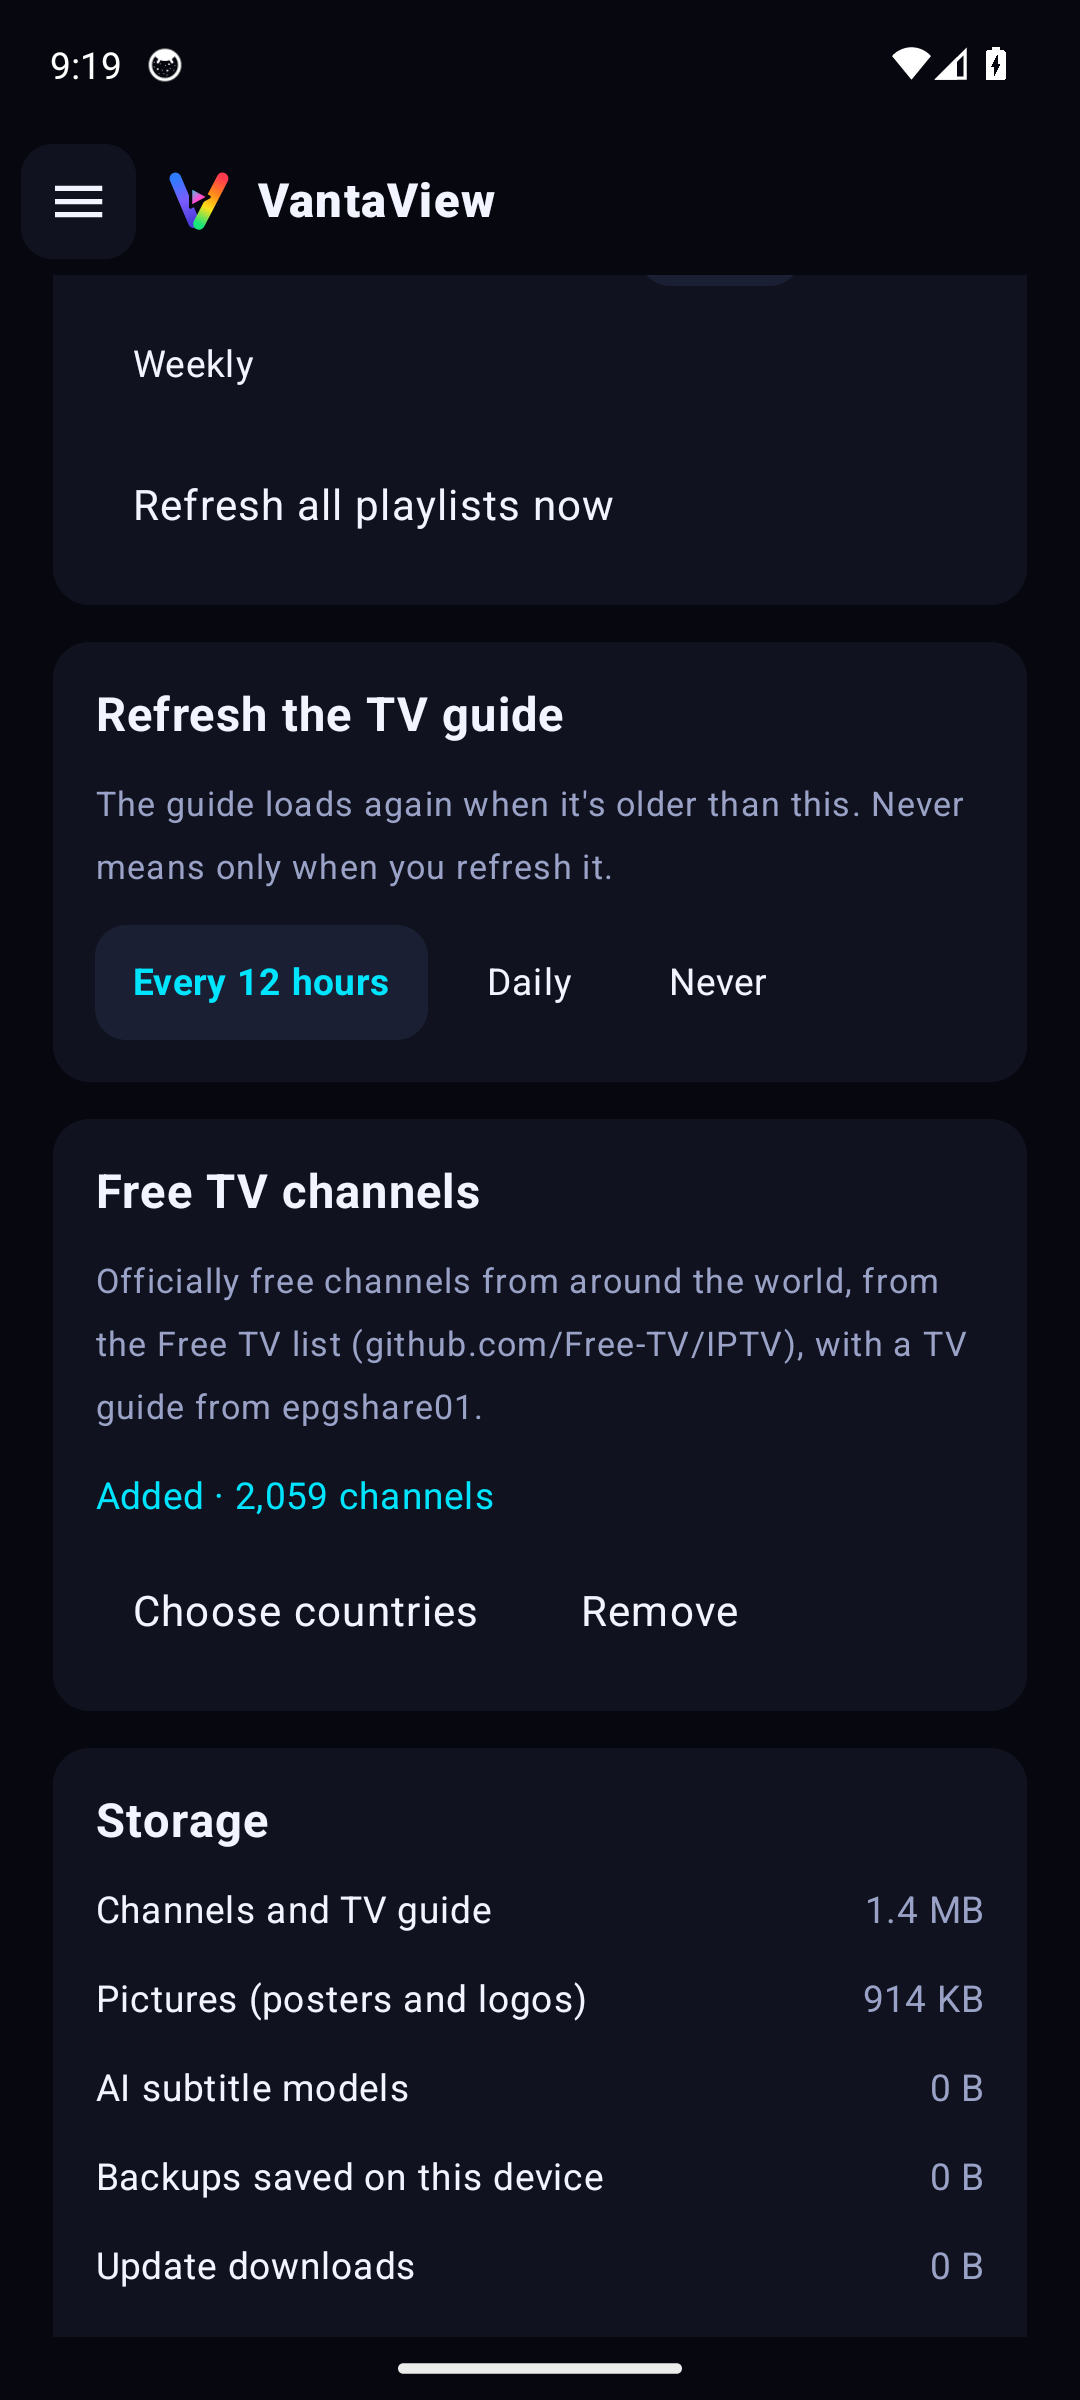 9:19
VantaView
Weekly
Refresh all playlists now
Refresh the TV guide
The guide loads again when it's older than this. Never
means only when you refresh it.
Every 12 hours Daily Never
Free TV channels
Officially free channels from around the world, from
the Free TV list (github.com/Free-TV/IPTV), with a TV
guide from epgshare01.
Added · 2,059 channels
Choose countries Remove
Storage
Channels and TV guide 1.4 MB
Pictures (posters and logos) 914 KB
AI subtitle models 0 B
Backups saved on this device 0 B
Update downloads 0 B